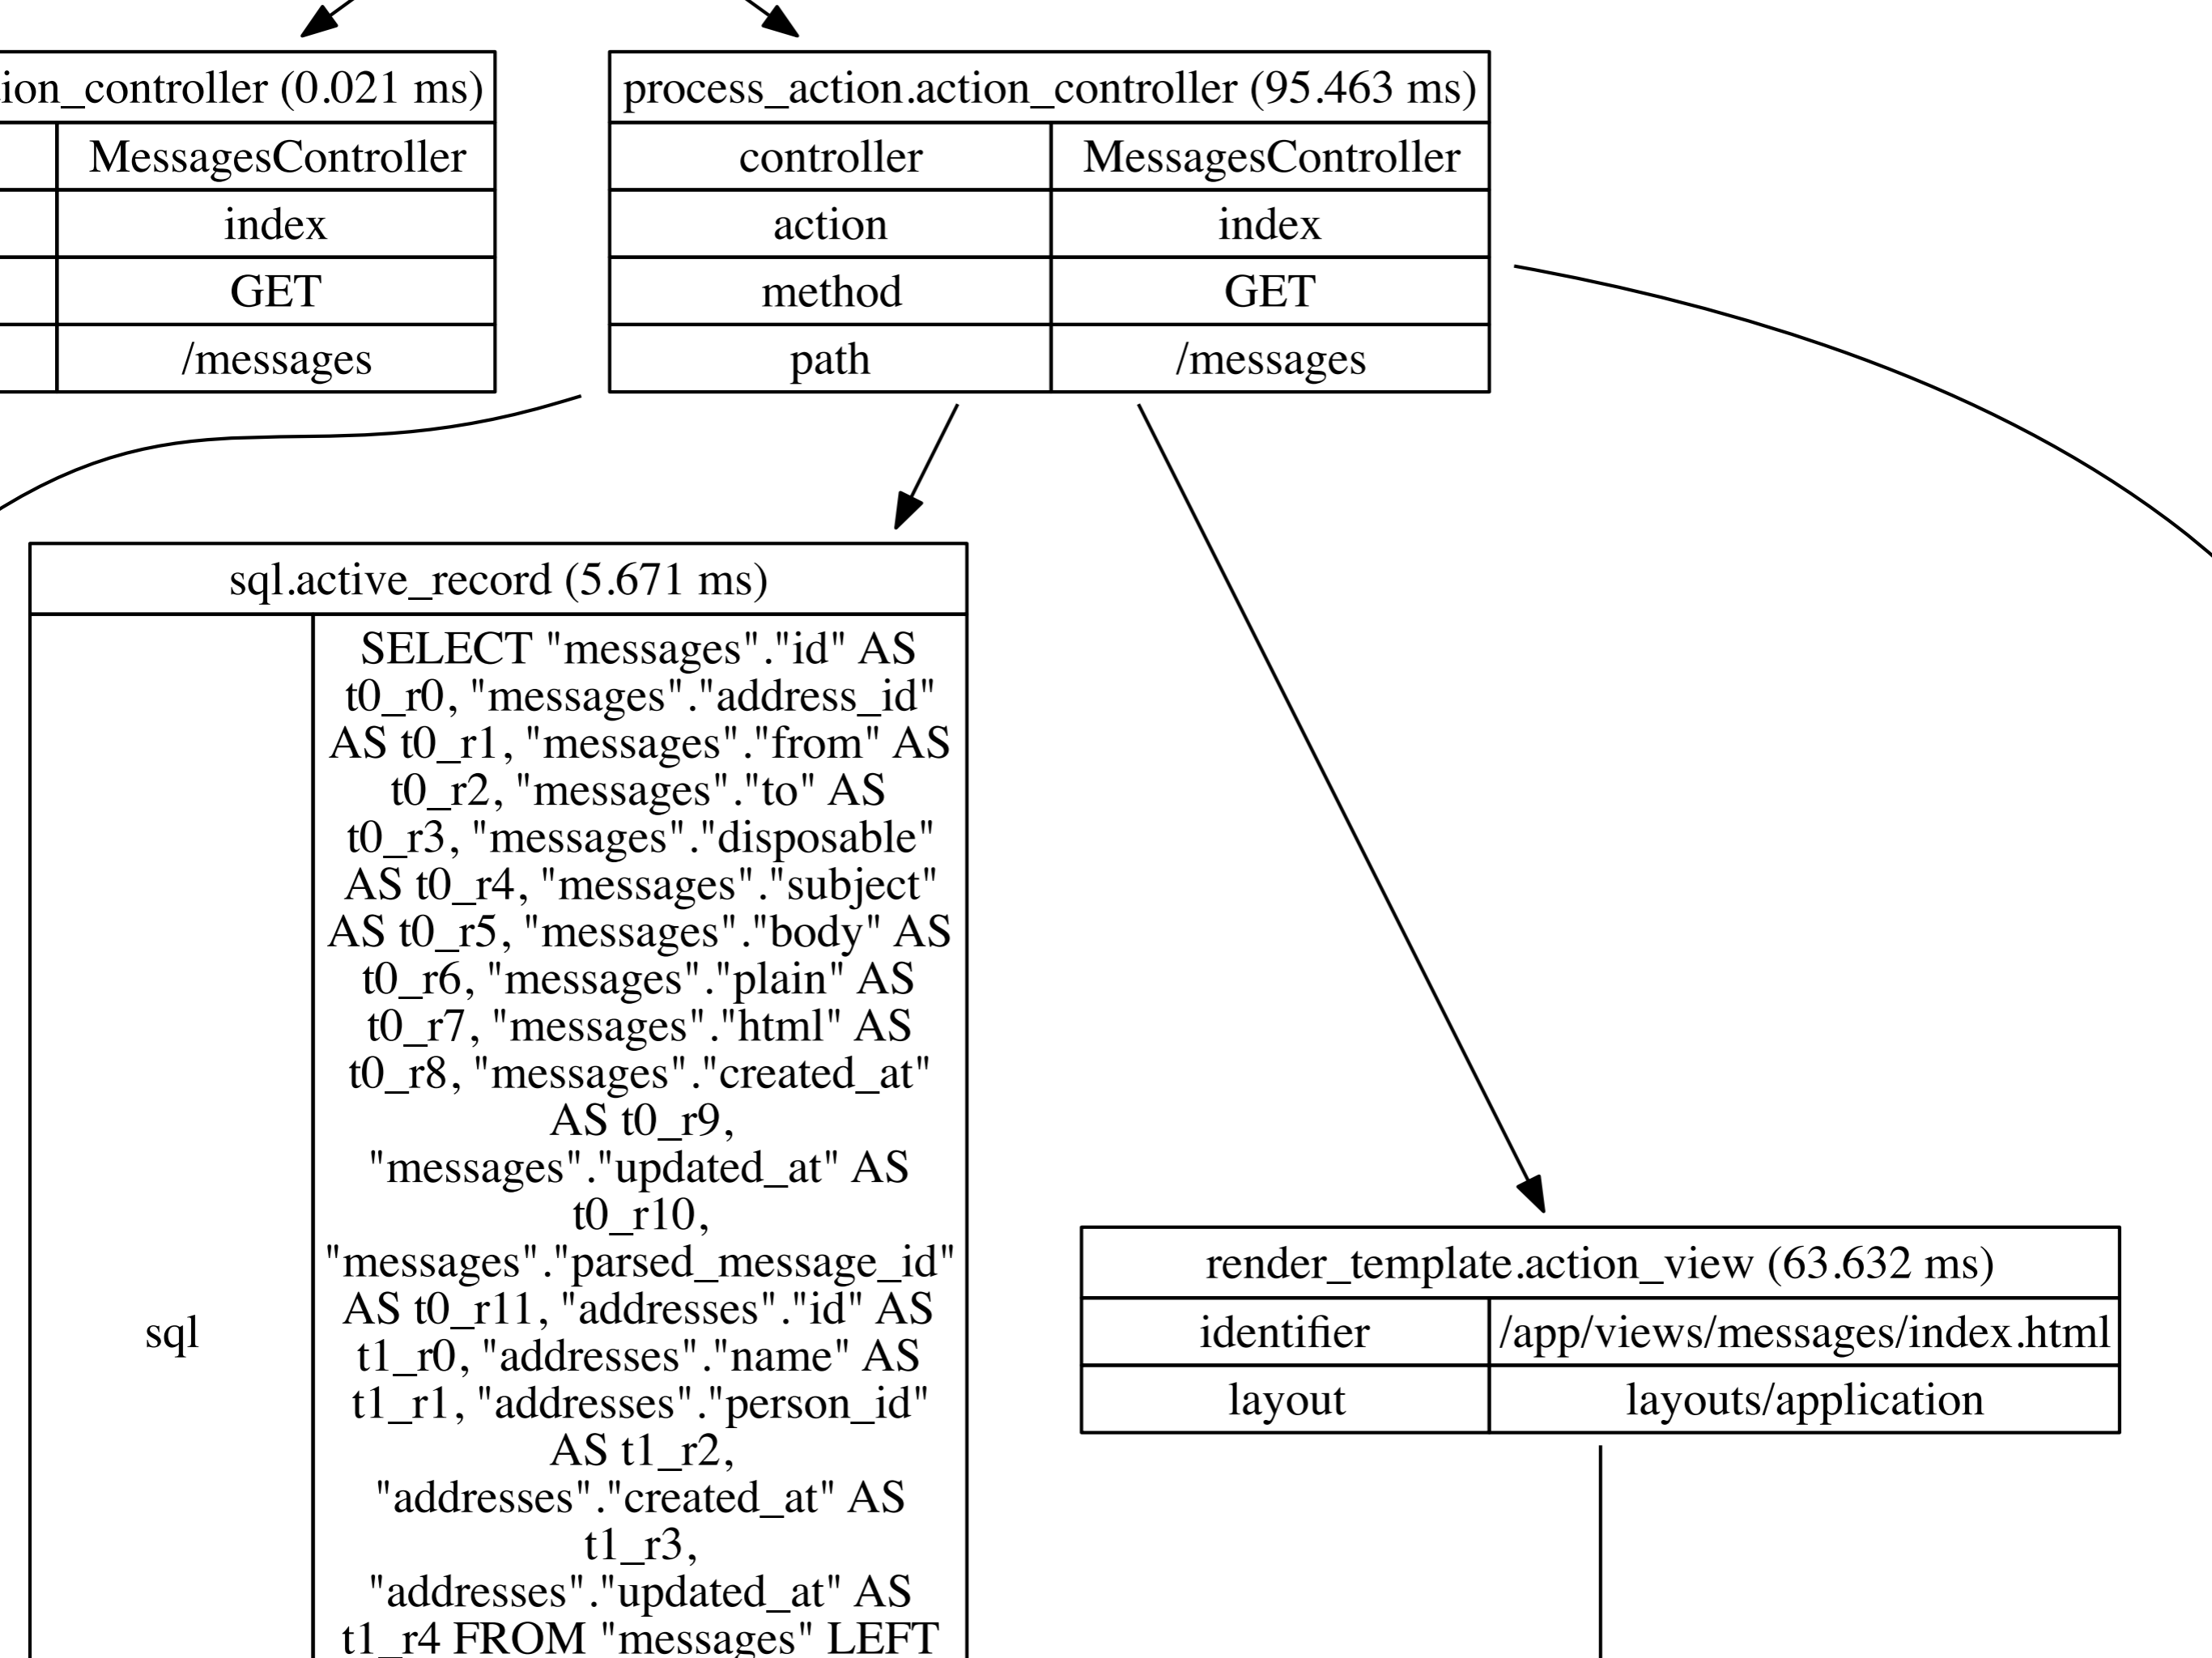 ion_controller (0.021 ms)
MessagesController
index
GET
/messages
process_action.action_controller (95.463 ms)
controller MessagesController
action index
method GET
path /messages
sql.active_record (5.671 ms)
sql
SELECT "messages"."id" AS
t0_r0, "messages"."address_id"
AS t0_r1, "messages"."from" AS
t0_r2, "messages"."to" AS
t0_r3, "messages"."disposable"
AS t0_r4, "messages"."subject"
AS t0_r5, "messages"."body" AS
t0_r6, "messages"."plain" AS
t0_r7, "messages"."html" AS
t0_r8, "messages"."created_at"
AS t0_r9,
"messages"."updated_at" AS
t0_r10,
"messages"."parsed_message_id"
AS t0_r11, "addresses"."id" AS
t1_r0, "addresses"."name" AS
t1_r1, "addresses"."person_id"
AS t1_r2,
"addresses"."created_at" AS
t1_r3,
"addresses"."updated_at" AS
t1_r4 FROM "messages" LEFT
render_template.action_view (63.632 ms)
identifier /app/views/messages/index.html
layout layouts/application